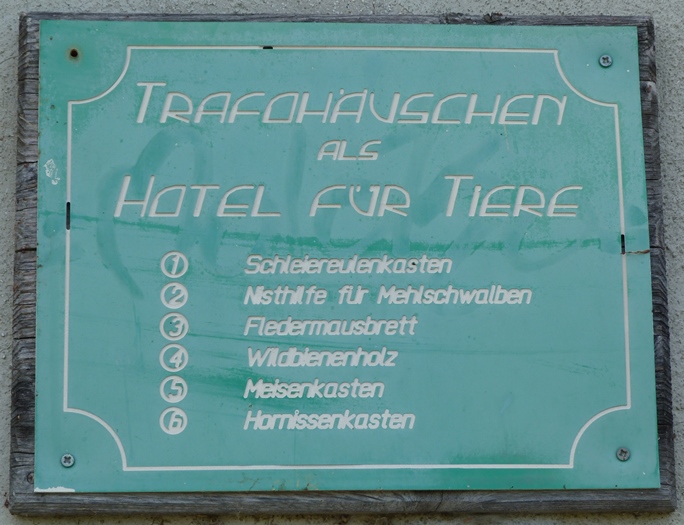 TRAFOHÄUSCHEN
ALS
HOTEL FÜR TIERE
1 Schleiereulenkasten
2 Nisthilfe für Mehlschwalben
3 Fledermausbrett
4 Wildbienenholz
5 Meisenkasten
6 Hornissenkasten